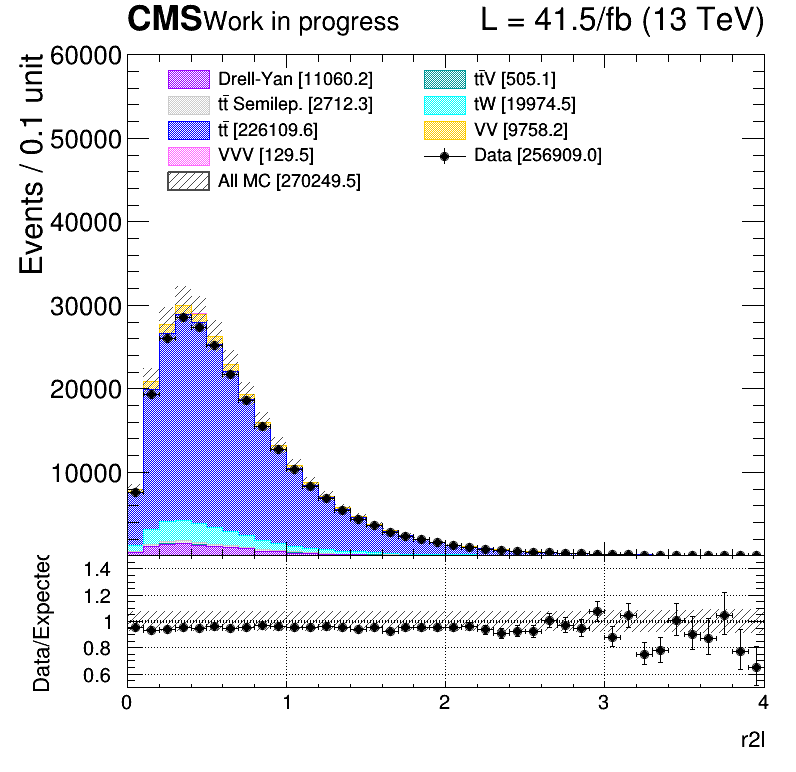 CMS Work in progress L = 41.5/fb (13 TeV)
Events / 0.1 unit
60000
50000
40000
30000
20000
10000
Drell-Yan [11060.2]
tt̄ Semilep. [2712.3]
tt̄ [226109.6]
VVV [129.5]
All MC [270249.5]
tt̄V [505.1]
tW [19974.5]
VV [9758.2]
Data [256909.0]
Data/Expected
1.4
1.2
1
0.8
0.6
0 1 2 3 4
r2l